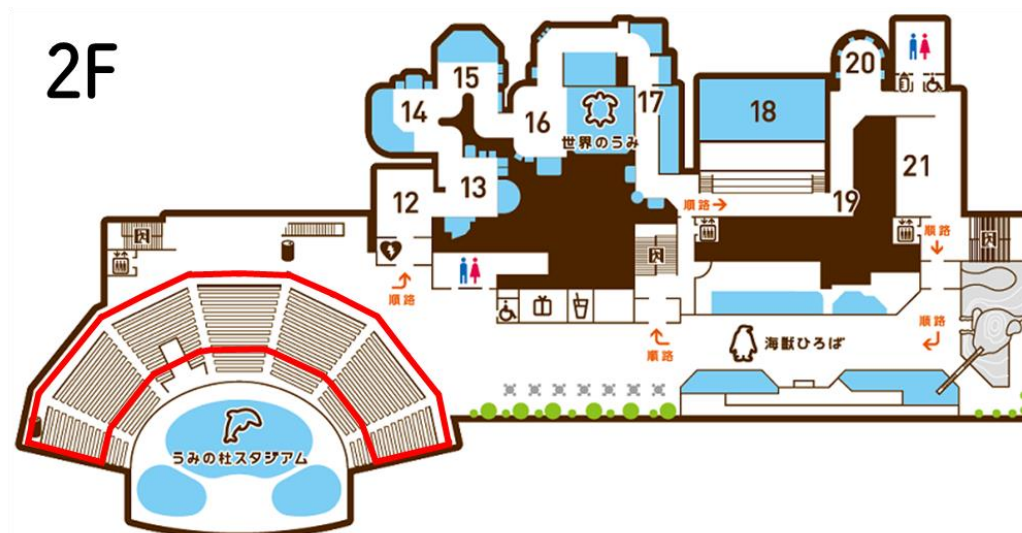 2F
15
14
16
17
20
世界のうみ
18
12
13
順路
19
21
順路
順路
順路
順路
海獣ひろば
うみの杜スタジアム